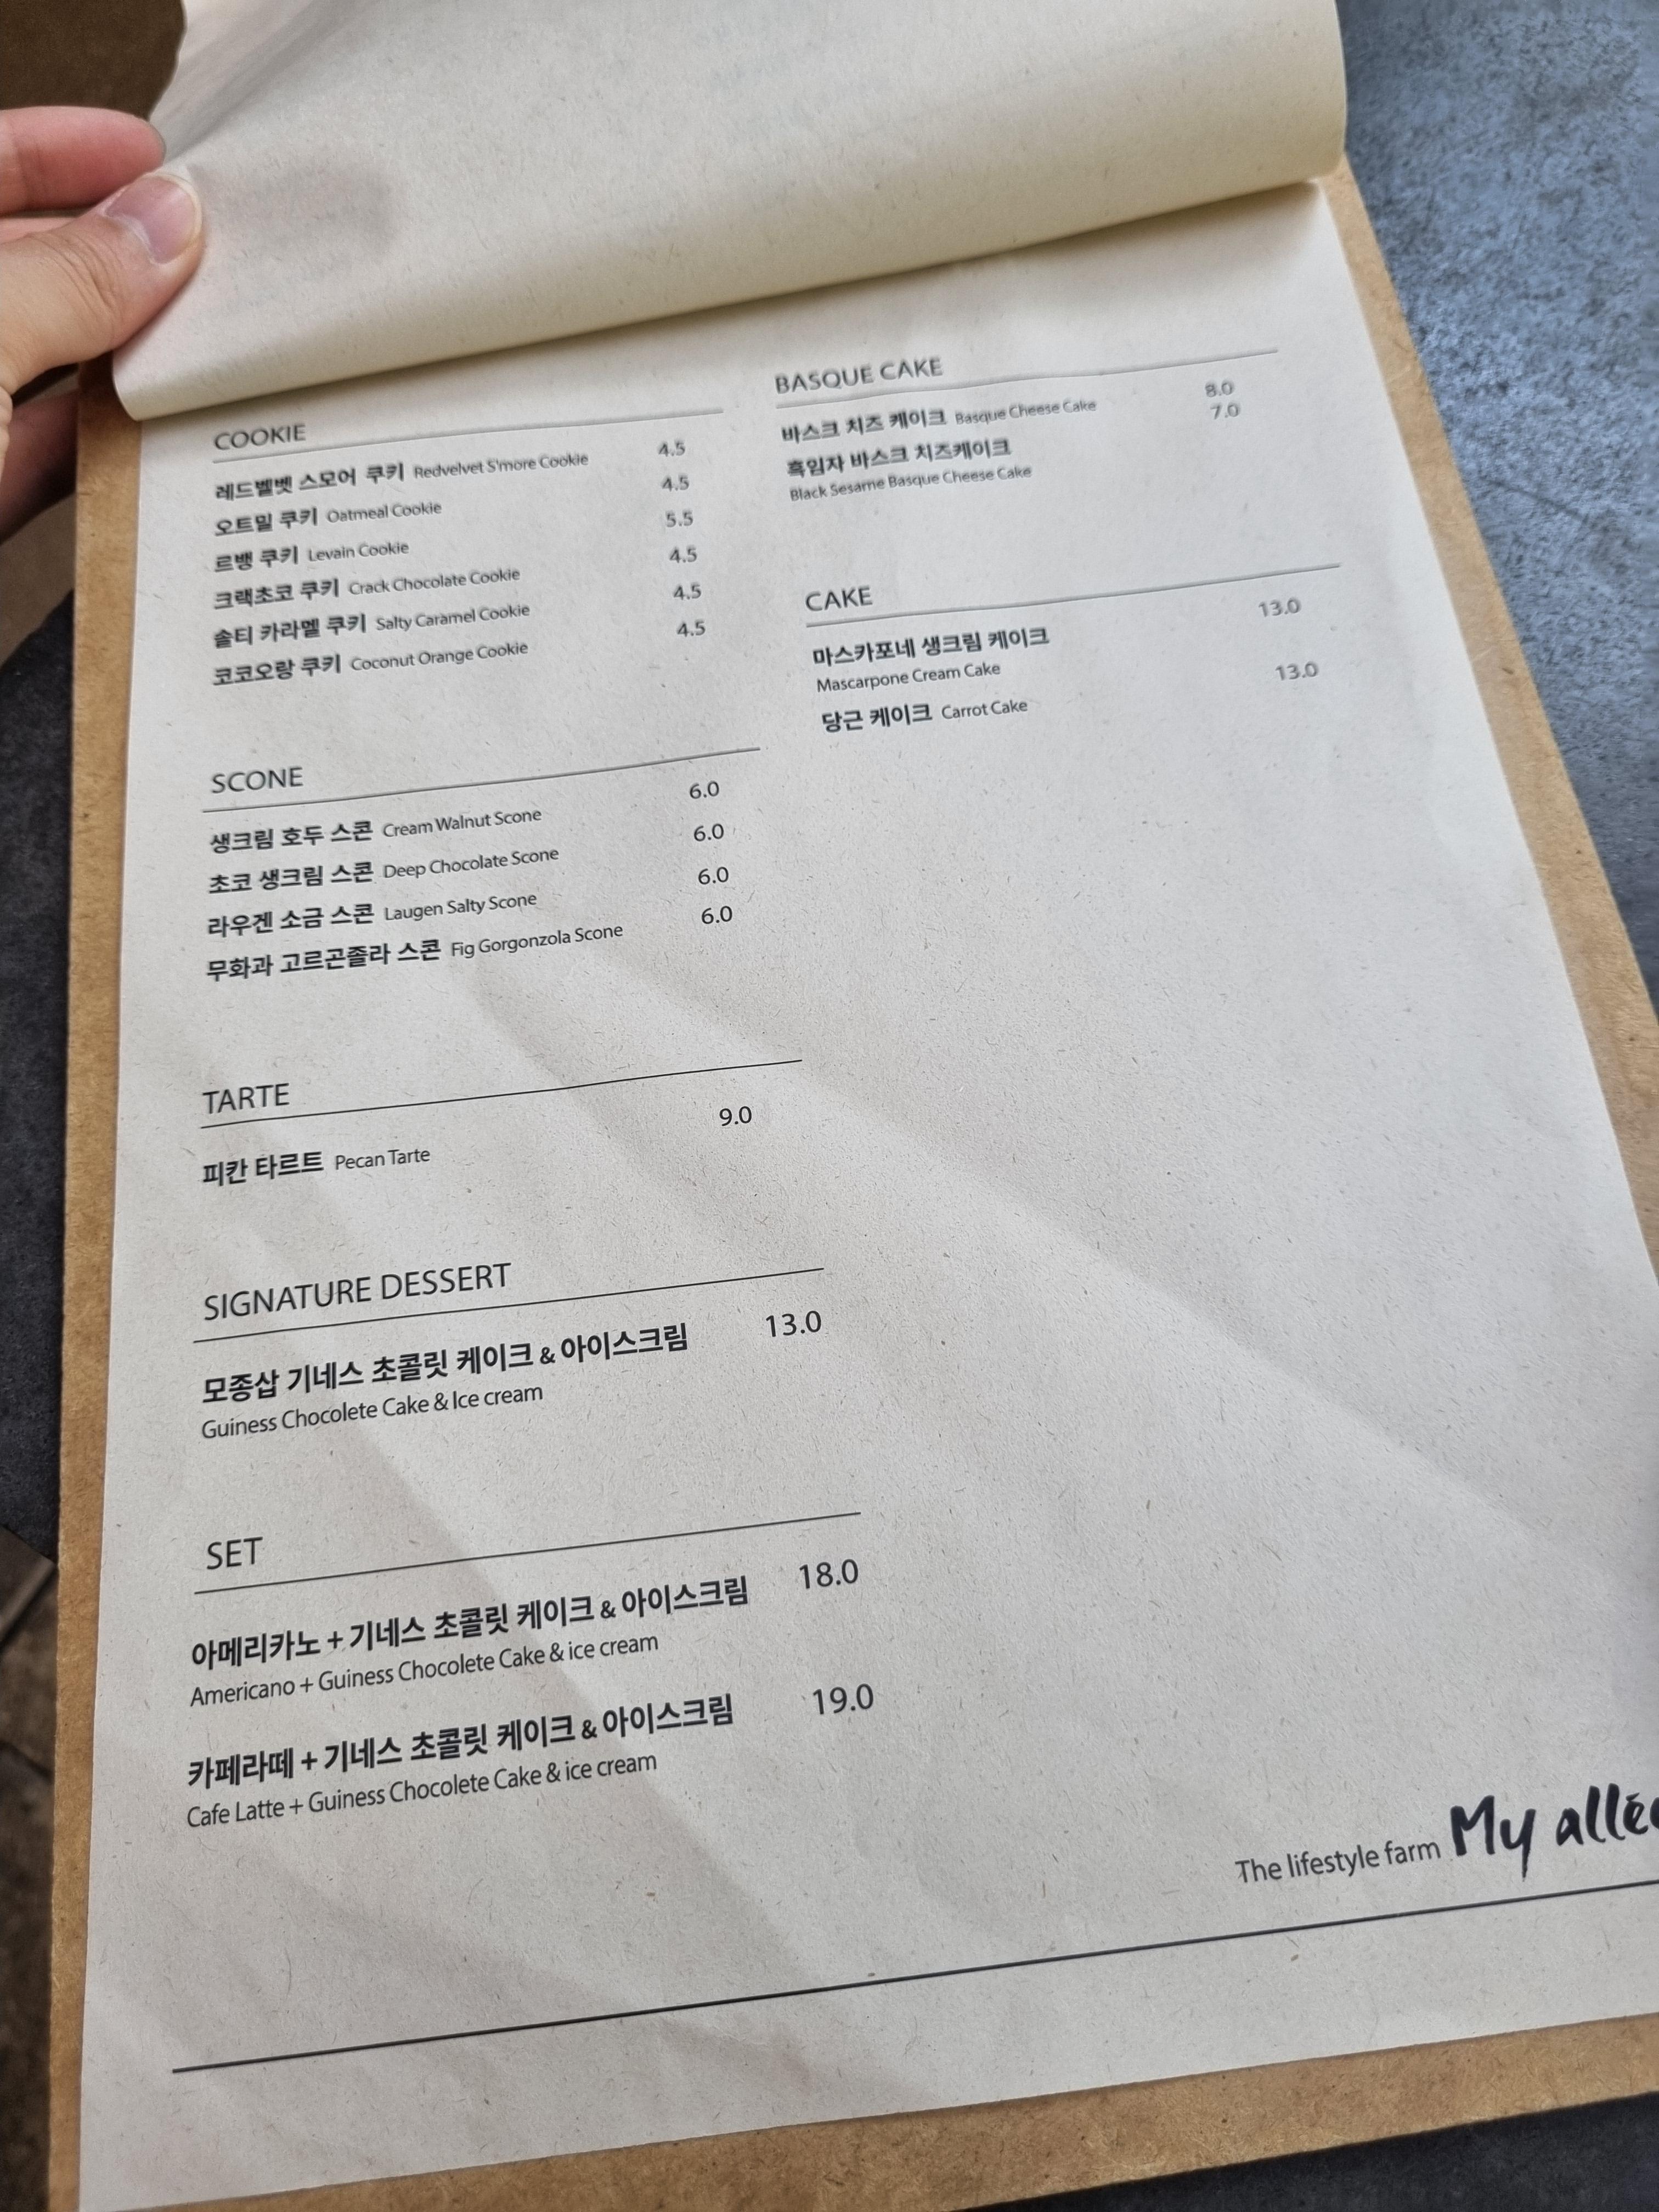 COOKIE
레드벨벳 스모어 쿠키 Redvelvet S'more Cookie 4.5
오트밀 쿠키 Oatmeal Cookie 4.5
르뱅 쿠키 Levain Cookie 5.5
크랙초코 쿠키 Crack Chocolate Cookie 4.5
솔티 카라멜 쿠키 Salty Caramel Cookie 4.5
코코오랑 쿠키 Coconut Orange Cookie 4.5
SCONE
생크림 호두 스콘 Cream Walnut Scone 6.0
초코 생크림 스콘 Deep Chocolate Scone 6.0
라우겐 소금 스콘 Laugen Salty Scone 6.0
무화과 고르곤졸라 스콘 Fig Gorgonzola Scone 6.0
TARTE
피칸 타르트 Pecan Tarte 9.0
SIGNATURE DESSERT
모종삽 기네스 초콜릿 케이크 & 아이스크림 13.0
Guiness Chocolete Cake & Ice cream
SET
아메리카노 + 기네스 초콜릿 케이크 & 아이스크림 18.0
Americano + Guiness Chocolete Cake & ice cream
카페라떼 + 기네스 초콜릿 케이크 & 아이스크림 19.0
Cafe Latte + Guiness Chocolete Cake & ice cream
BASQUE CAKE
바스크 치즈 케이크 Basque Cheese Cake 8.0
흑임자 바스크 치즈케이크 7.0
Black Sesame Basque Cheese Cake
CAKE
마스카포네 생크림 케이크 13.0
Mascarpone Cream Cake
당근 케이크 Carrot Cake 13.0
The lifestyle farm My allée